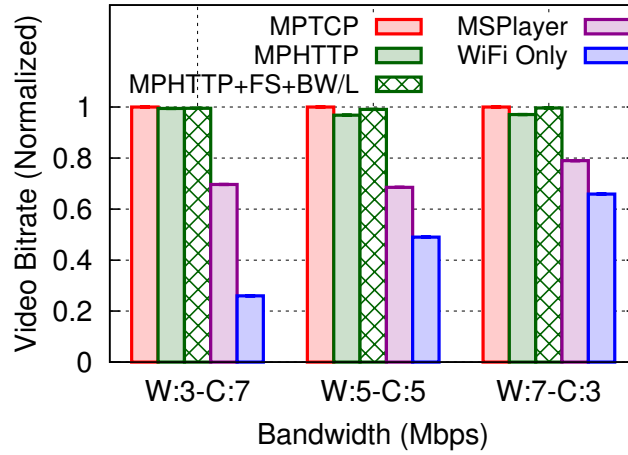 MPTCP
MPHTTP
MPHTTP+FS+BW/L
MSPlayer
WiFi Only
Video Bitrate (Normalized)
1
0.8
0.6
0.4
0.2
0
W:3-C:7 W:5-C:5 W:7-C:3
Bandwidth (Mbps)